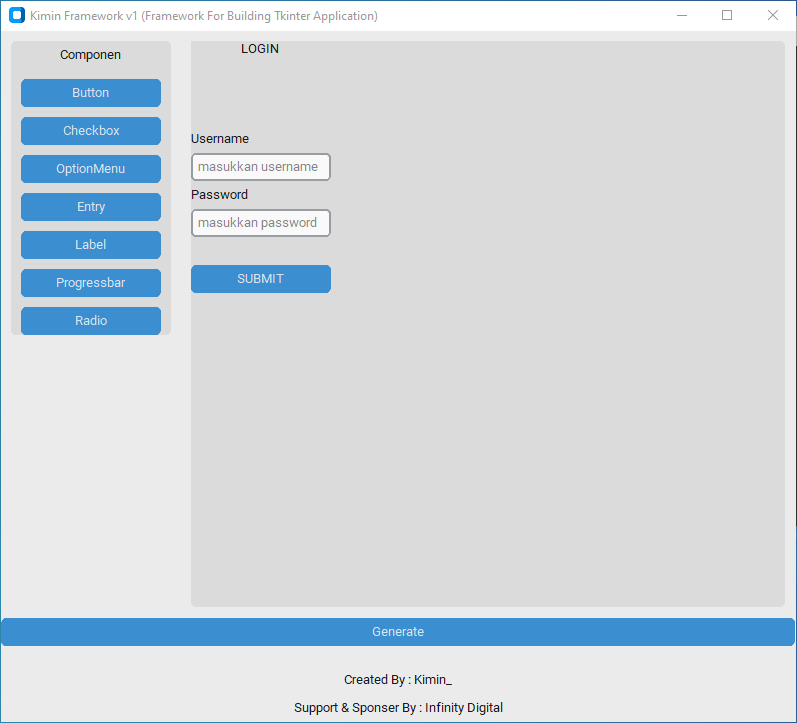 Kimin Framework v1 (Framework For Building Tkinter Application)
Componen
Button
Checkbox
OptionMenu
Entry
Label
Progressbar
Radio
LOGIN
Username
masukkan username
Password
masukkan password
SUBMIT
Generate
Created By : Kimin_
Support & Sponser By : Infinity Digital